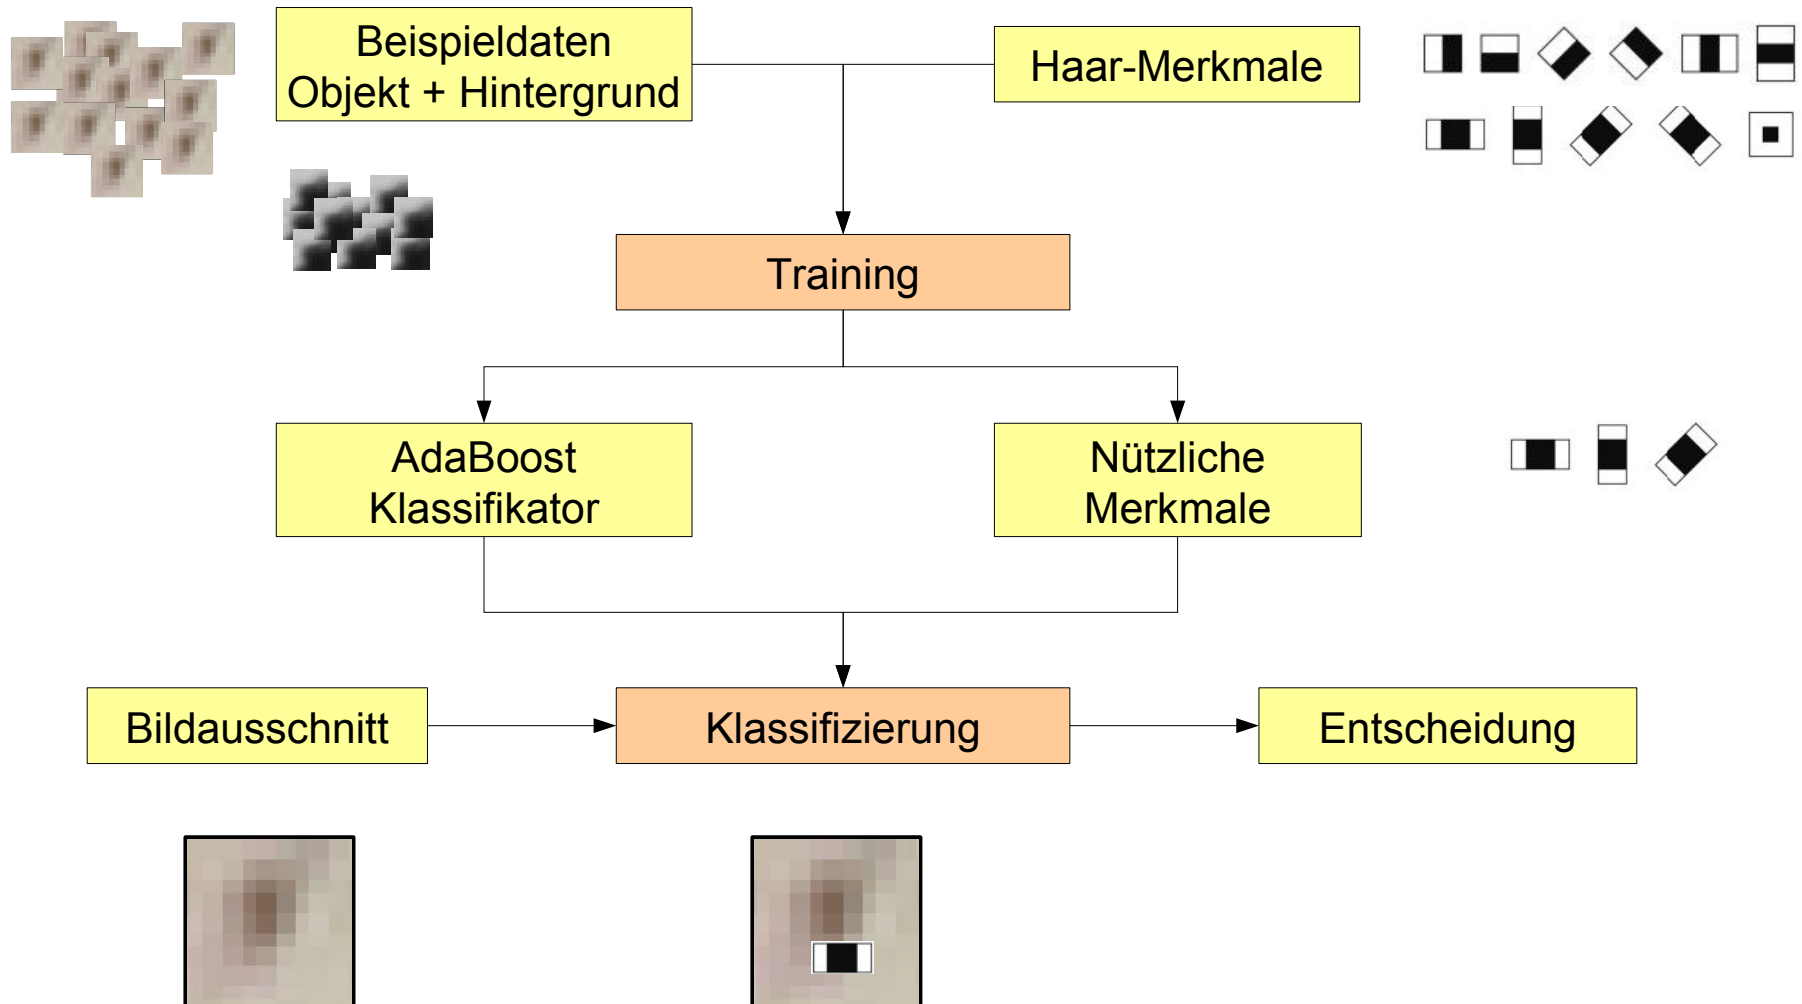 Beispieldaten
Objekt + Hintergrund
Haar-Merkmale
Training
AdaBoost
Klassifikator
Nützliche
Merkmale
Bildausschnitt
Klassifizierung
Entscheidung